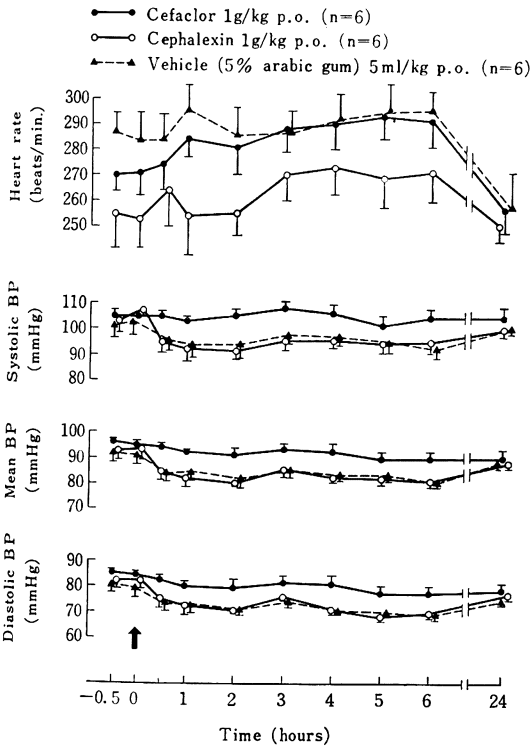 Cefaclor 1g/kg p.o. (n=6)
Cephalexin 1g/kg p.o. (n=6)
Vehicle (5% arabic gum) 5ml/kg p.o. (n=6)
Heart rate
(beats/min.)
300
290
280
270
260
250
Systolic BP
(mmHg)
110
100
90
80
Mean BP
(mmHg)
100
90
80
70
Diastolic BP
(mmHg)
90
80
70
60
-0.5 0 1 2 3 4 5 6 24
Time (hours)